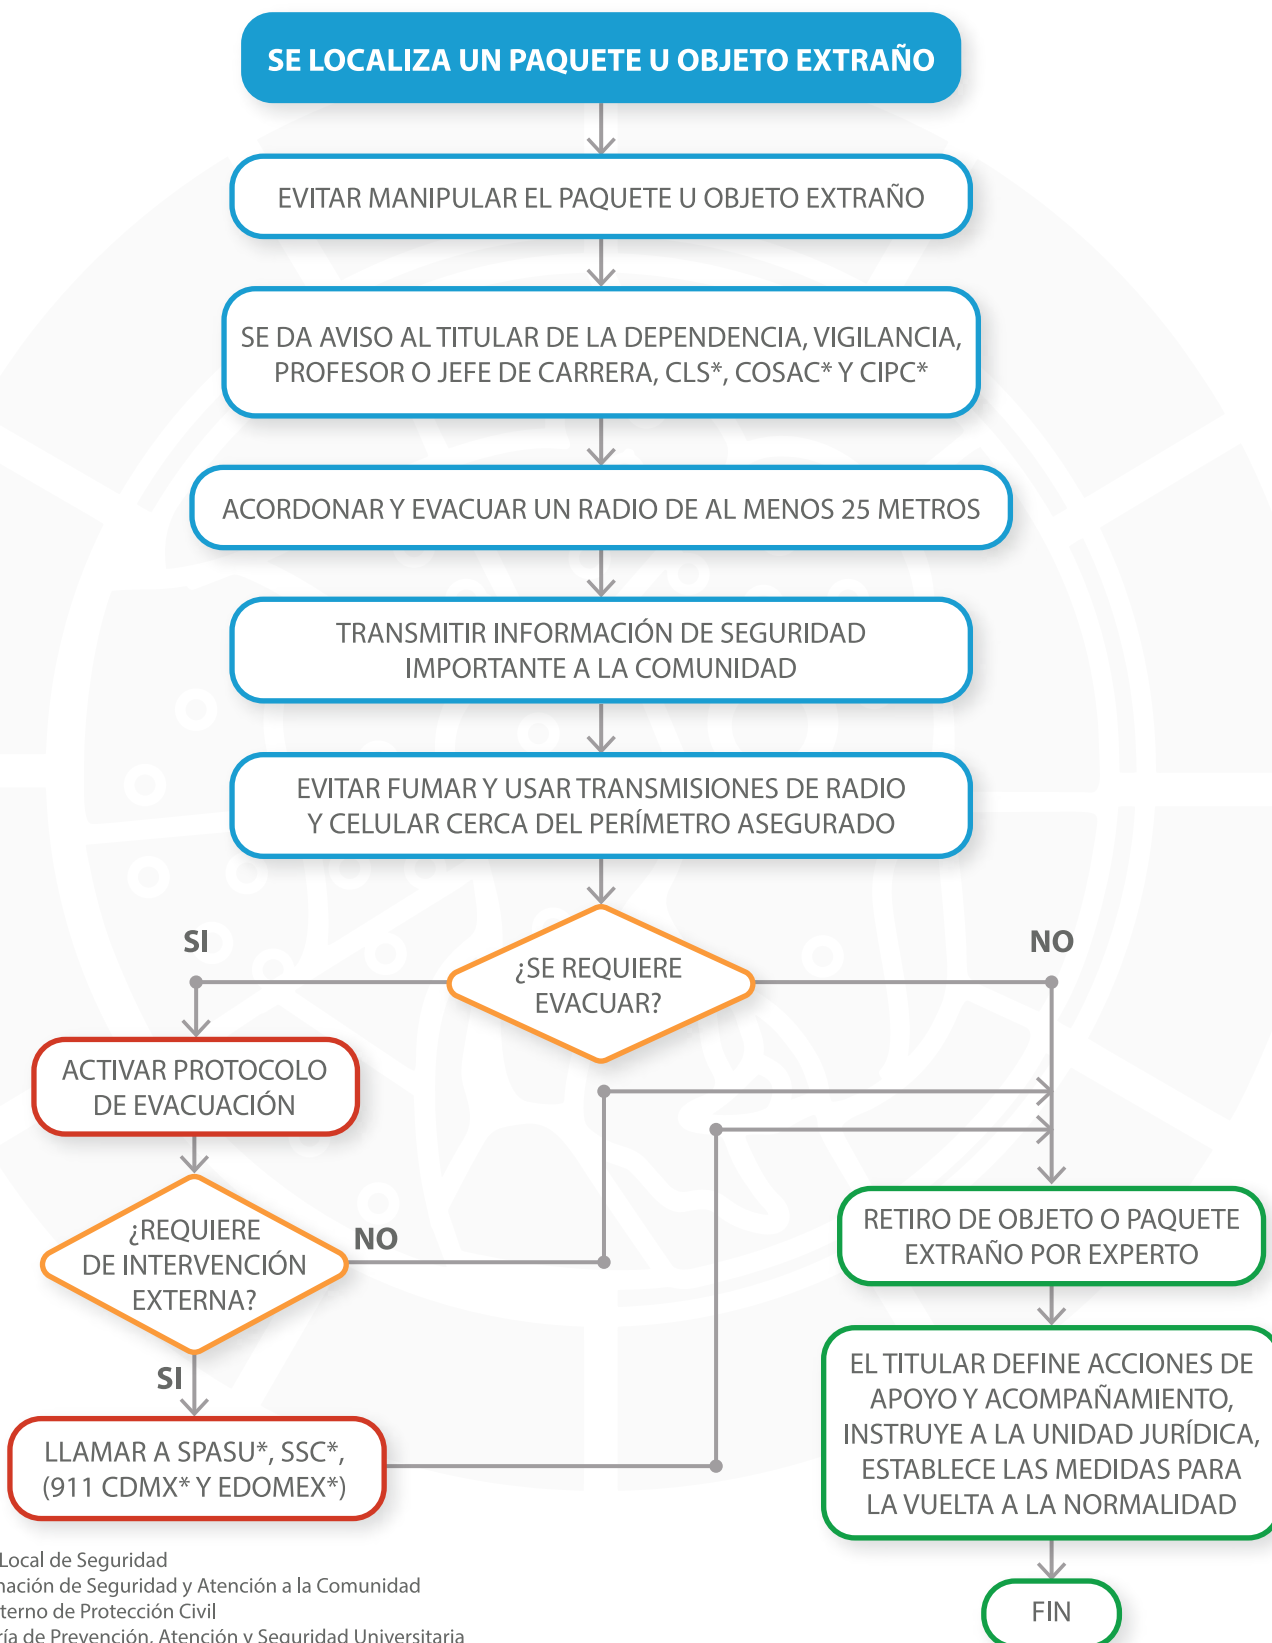 SE LOCALIZA UN PAQUETE U OBJETO EXTRAÑO
EVITAR MANIPULAR EL PAQUETE U OBJETO EXTRAÑO
SE DA AVISO AL TITULAR DE LA DEPENDENCIA, VIGILANCIA,
PROFESOR O JEFE DE CARRERA, CLS*, COSAC* Y CIPC*
ACORDONAR Y EVACUAR UN RADIO DE AL MENOS 25 METROS
TRANSMITIR INFORMACIÓN DE SEGURIDAD
IMPORTANTE A LA COMUNIDAD
EVITAR FUMAR Y USAR TRANSMISIONES DE RADIO
Y CELULAR CERCA DEL PERÍMETRO ASEGURADO
¿SE REQUIERE
EVACUAR?
SI
NO
ACTIVAR PROTOCOLO
DE EVACUACIÓN
¿REQUIERE
DE INTERVENCIÓN
EXTERNA?
NO
SI
LLAMAR A SPASU*, SSC*,
(911 CDMX* Y EDOMEX*)
RETIRO DE OBJETO O PAQUETE
EXTRAÑO POR EXPERTO
EL TITULAR DEFINE ACCIONES DE
APOYO Y ACOMPAÑAMIENTO,
INSTRUYE A LA UNIDAD JURÍDICA,
ESTABLECE LAS MEDIDAS PARA
LA VUELTA A LA NORMALIDAD
FIN
Local de Seguridad
nación de Seguridad y Atención a la Comunidad
terno de Protección Civil
ría de Prevención, Atención y Seguridad Universitaria